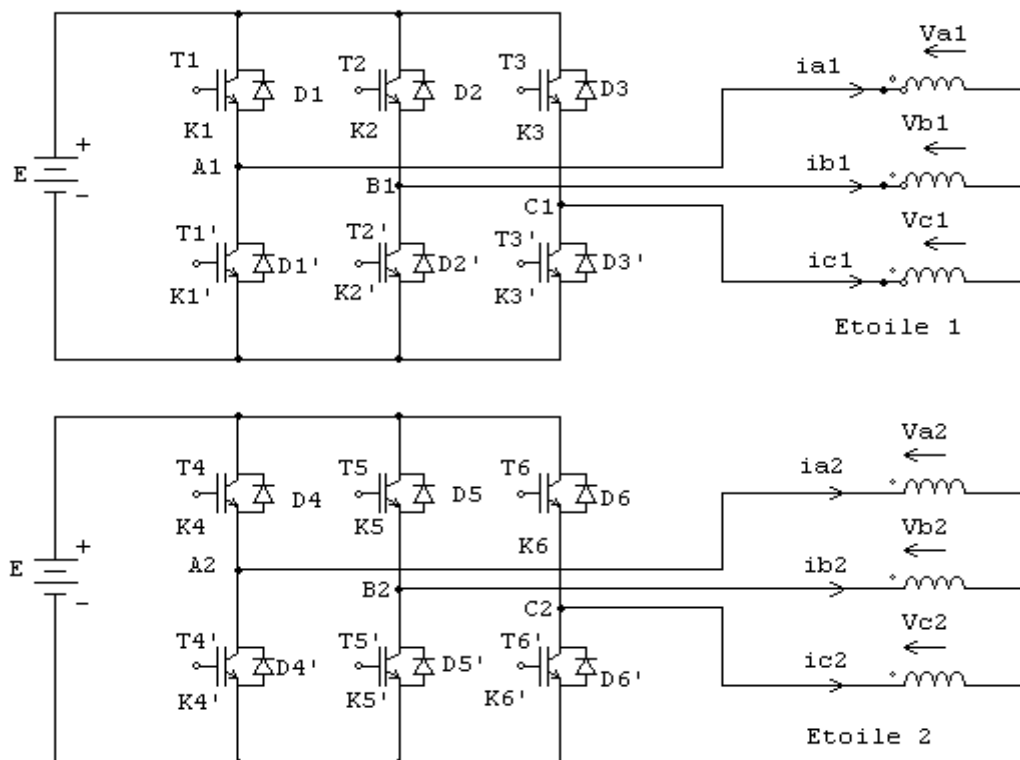 Va1
T1 T2 T3 ia1
D1 D2 D3
K1 K2 K3 Vb1
+
E A1 ib1
B1
-
C1 Vc1
T1' T2' T3' ic1
D1' D2' D3'
K1' K2' K3'
Etoile 1
Va2
T4 T5 T6 ia2
D4 D5 D6
K4 K5 K6 Vb2
+
E A2 ib2
B2
-
C2 Vc2
T4' T5' T6' ic2
D4' D5' D6'
K4' K5' K6'
Etoile 2